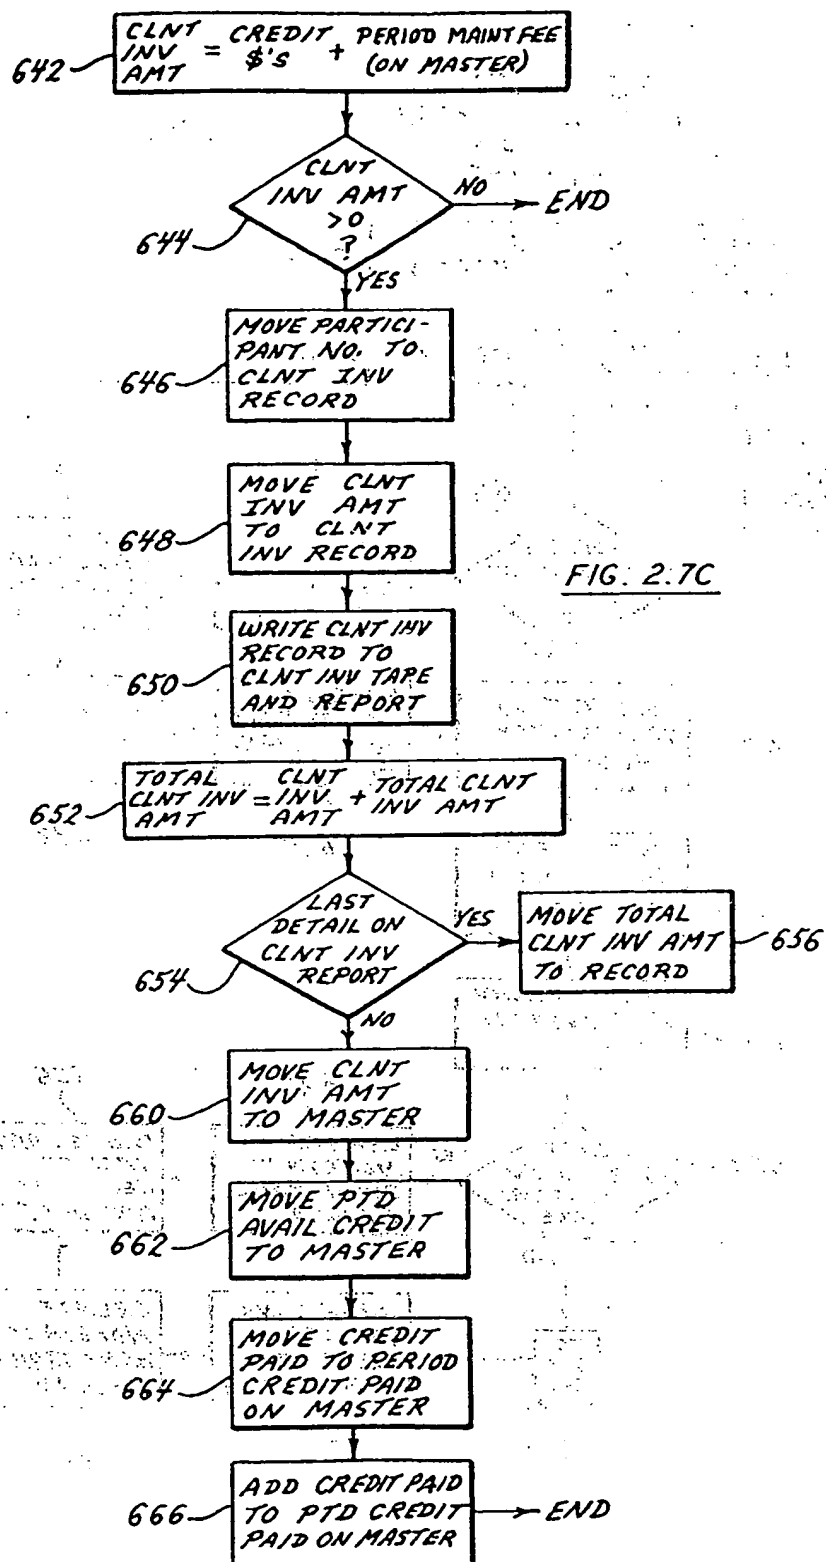 642
CLNT INV AMT = CREDIT $'S + PERIOD MAINT FEE (ON MASTER)
644
CLNT
INV AMT
>0
?
NO
END
YES
646
MOVE PARTICI-
PANT NO. TO
CLNT INV
RECORD
648
MOVE CLNT
INV AMT
TO CLNT
INV RECORD
FIG. 2.7C
650
WRITE CLNT INV
RECORD TO
CLNT INV TAPE
AND REPORT
652
TOTAL CLNT INV AMT = CLNT INV AMT + TOTAL CLNT INV AMT
654
LAST
DETAIL ON
CLNT INV
REPORT
YES
MOVE TOTAL
CLNT INV AMT
TO RECORD
656
NO
660
MOVE CLNT
INV AMT
TO MASTER
662
MOVE PTD
AVAIL CREDIT
TO MASTER
664
MOVE CREDIT
PAID TO PERIOD
CREDIT PAID
ON MASTER
666
ADD CREDIT PAID
TO PTD CREDIT
PAID ON MASTER
END